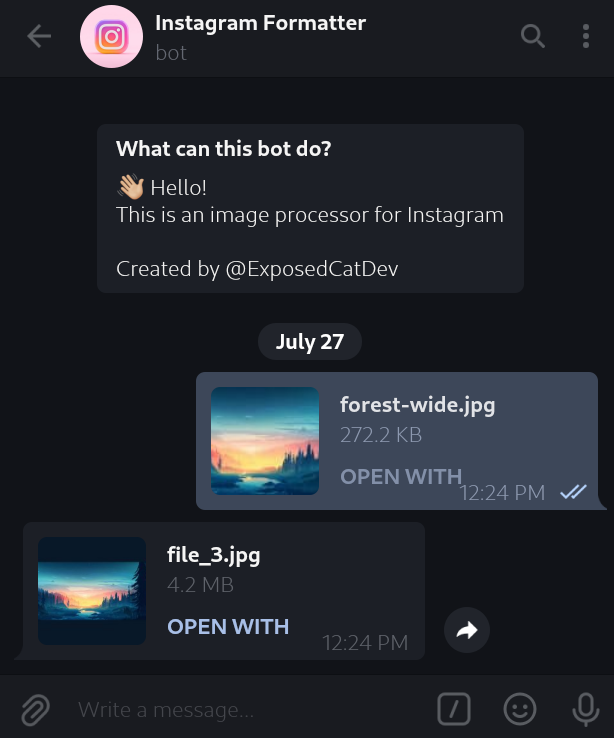 Instagram Formatter
bot
What can this bot do?
👋🏼 Hello!
This is an image processor for Instagram
Created by @ExposedCatDev
July 27
forest-wide.jpg
272.2 KB
OPEN WITH
12:24 PM
file_3.jpg
4.2 MB
OPEN WITH
12:24 PM
Write a message...